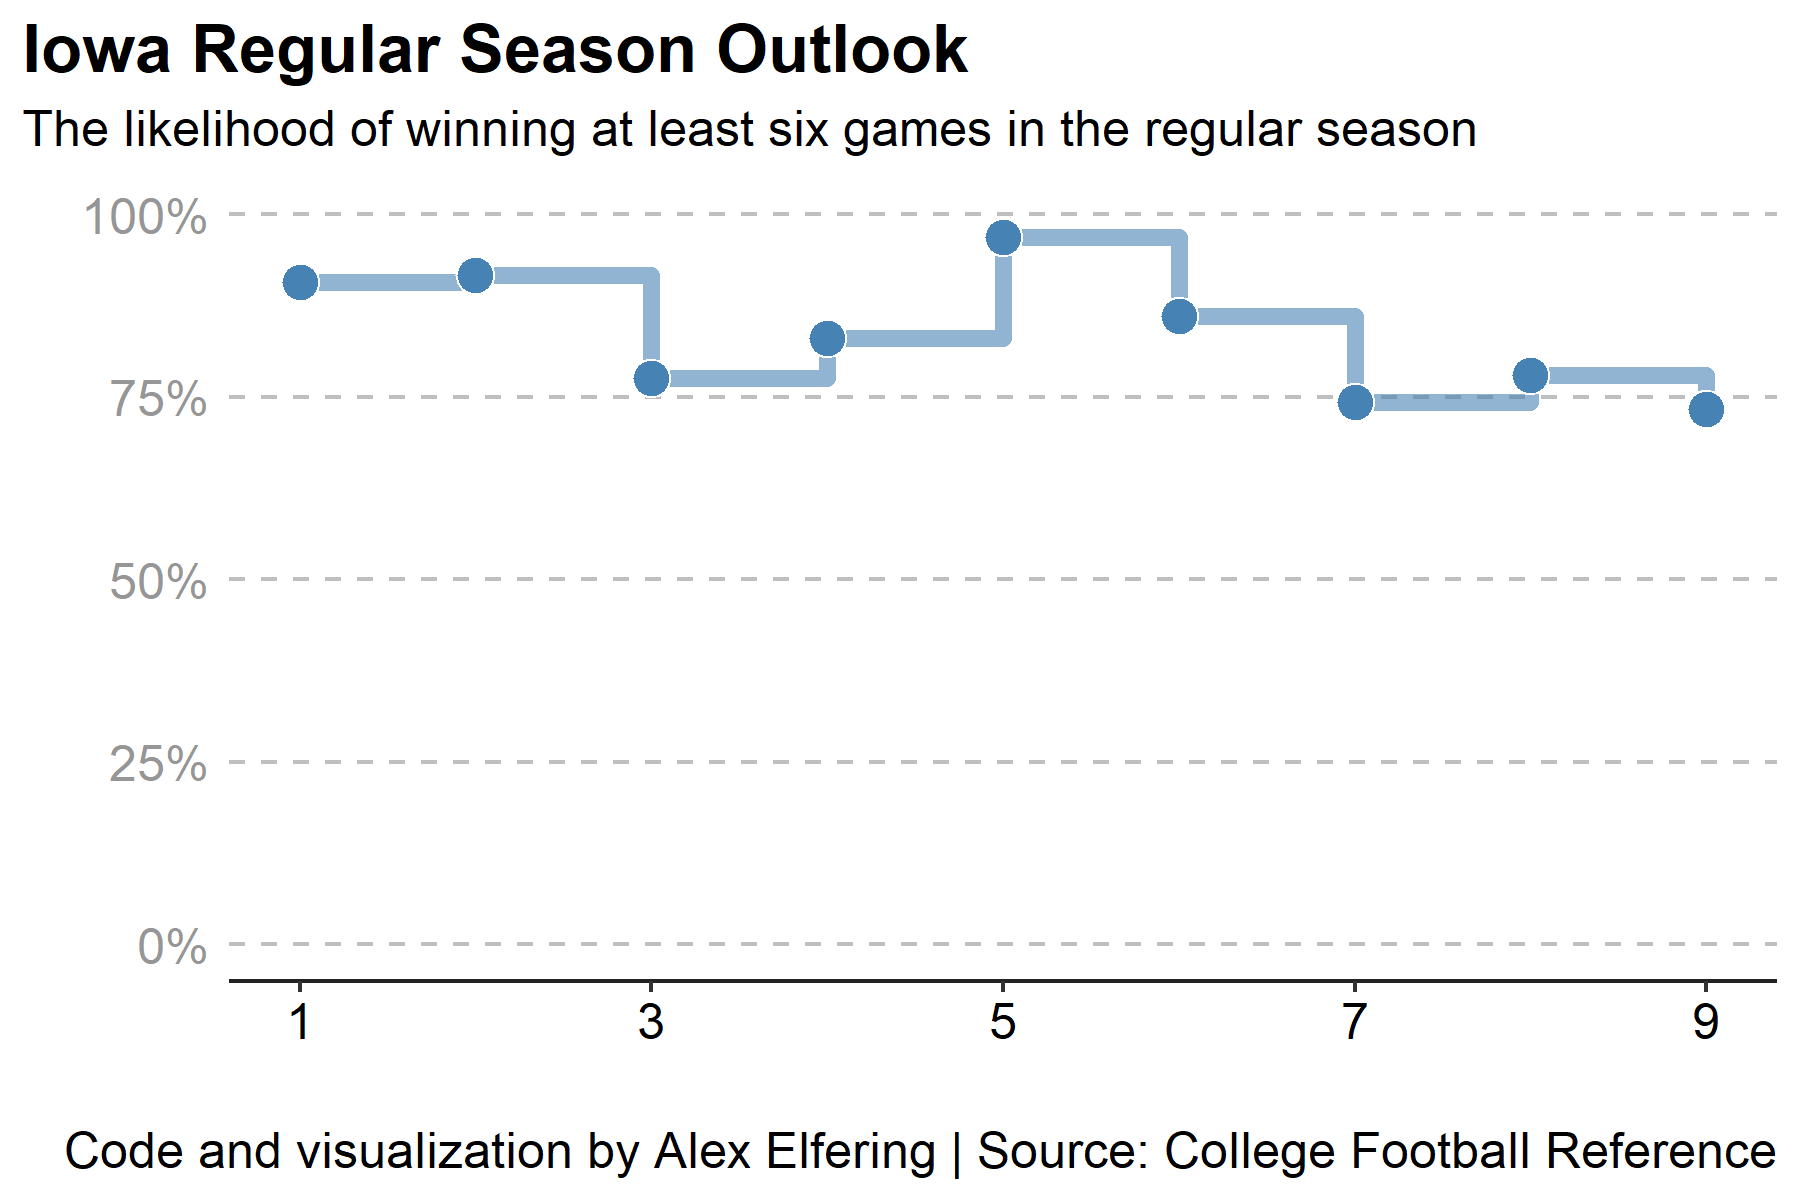 Iowa Regular Season Outlook
The likelihood of winning at least six games in the regular season
100%
75%
50%
25%
0%
1 3 5 7 9
Code and visualization by Alex Elfering | Source: College Football Reference